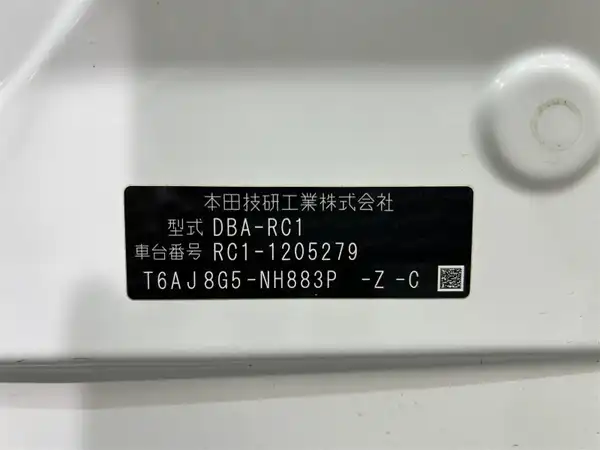 本田技研工業株式会社
型式 DBA-RC1
車台番号 RC1-1205279
T6AJ8G5-NH883P -Z-C